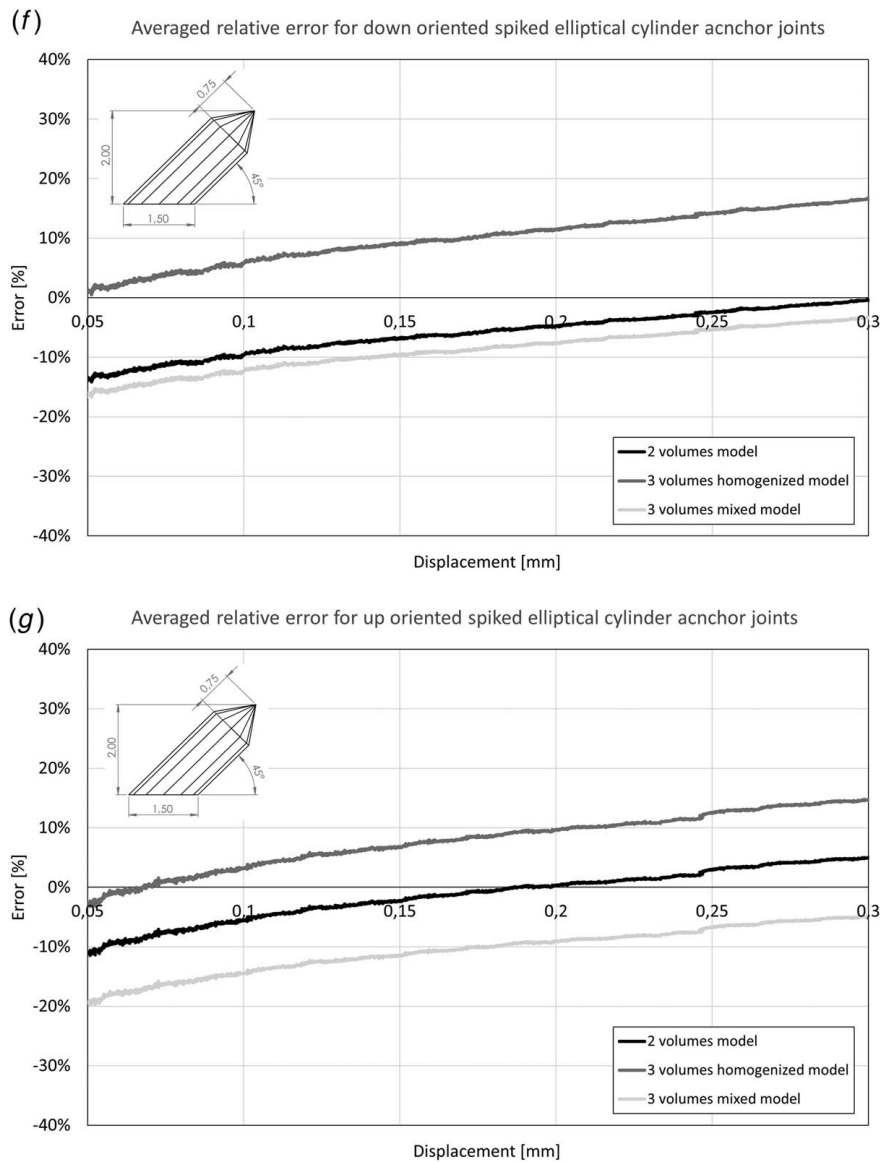 (f)
Averaged relative error for down oriented spiked elliptical cylinder acnchor joints
40%
30%
20%
10%
0%
-10%
-20%
-30%
-40%
Error [%]
0,75
2,00
45°
1,50
0,05
0,1
0,15
0,2
0,25
0,3
2 volumes model
3 volumes homogenized model
3 volumes mixed model
Displacement [mm]
(g)
Averaged relative error for up oriented spiked elliptical cylinder acnchor joints
40%
30%
20%
10%
0%
-10%
-20%
-30%
-40%
Error [%]
0,75
2,00
45°
1,50
0,05
0,1
0,15
0,2
0,25
0,3
2 volumes model
3 volumes homogenized model
3 volumes mixed model
Displacement [mm]